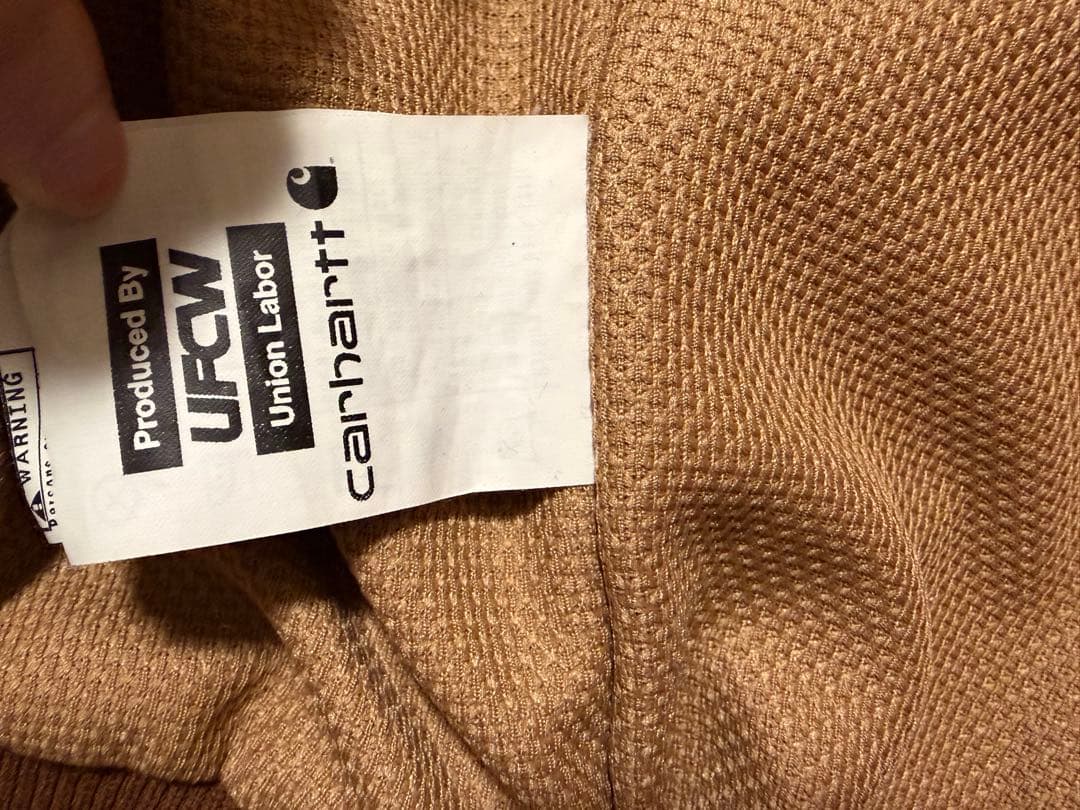 WARNING
Produced By
UFCW
Union Labor
carhartt